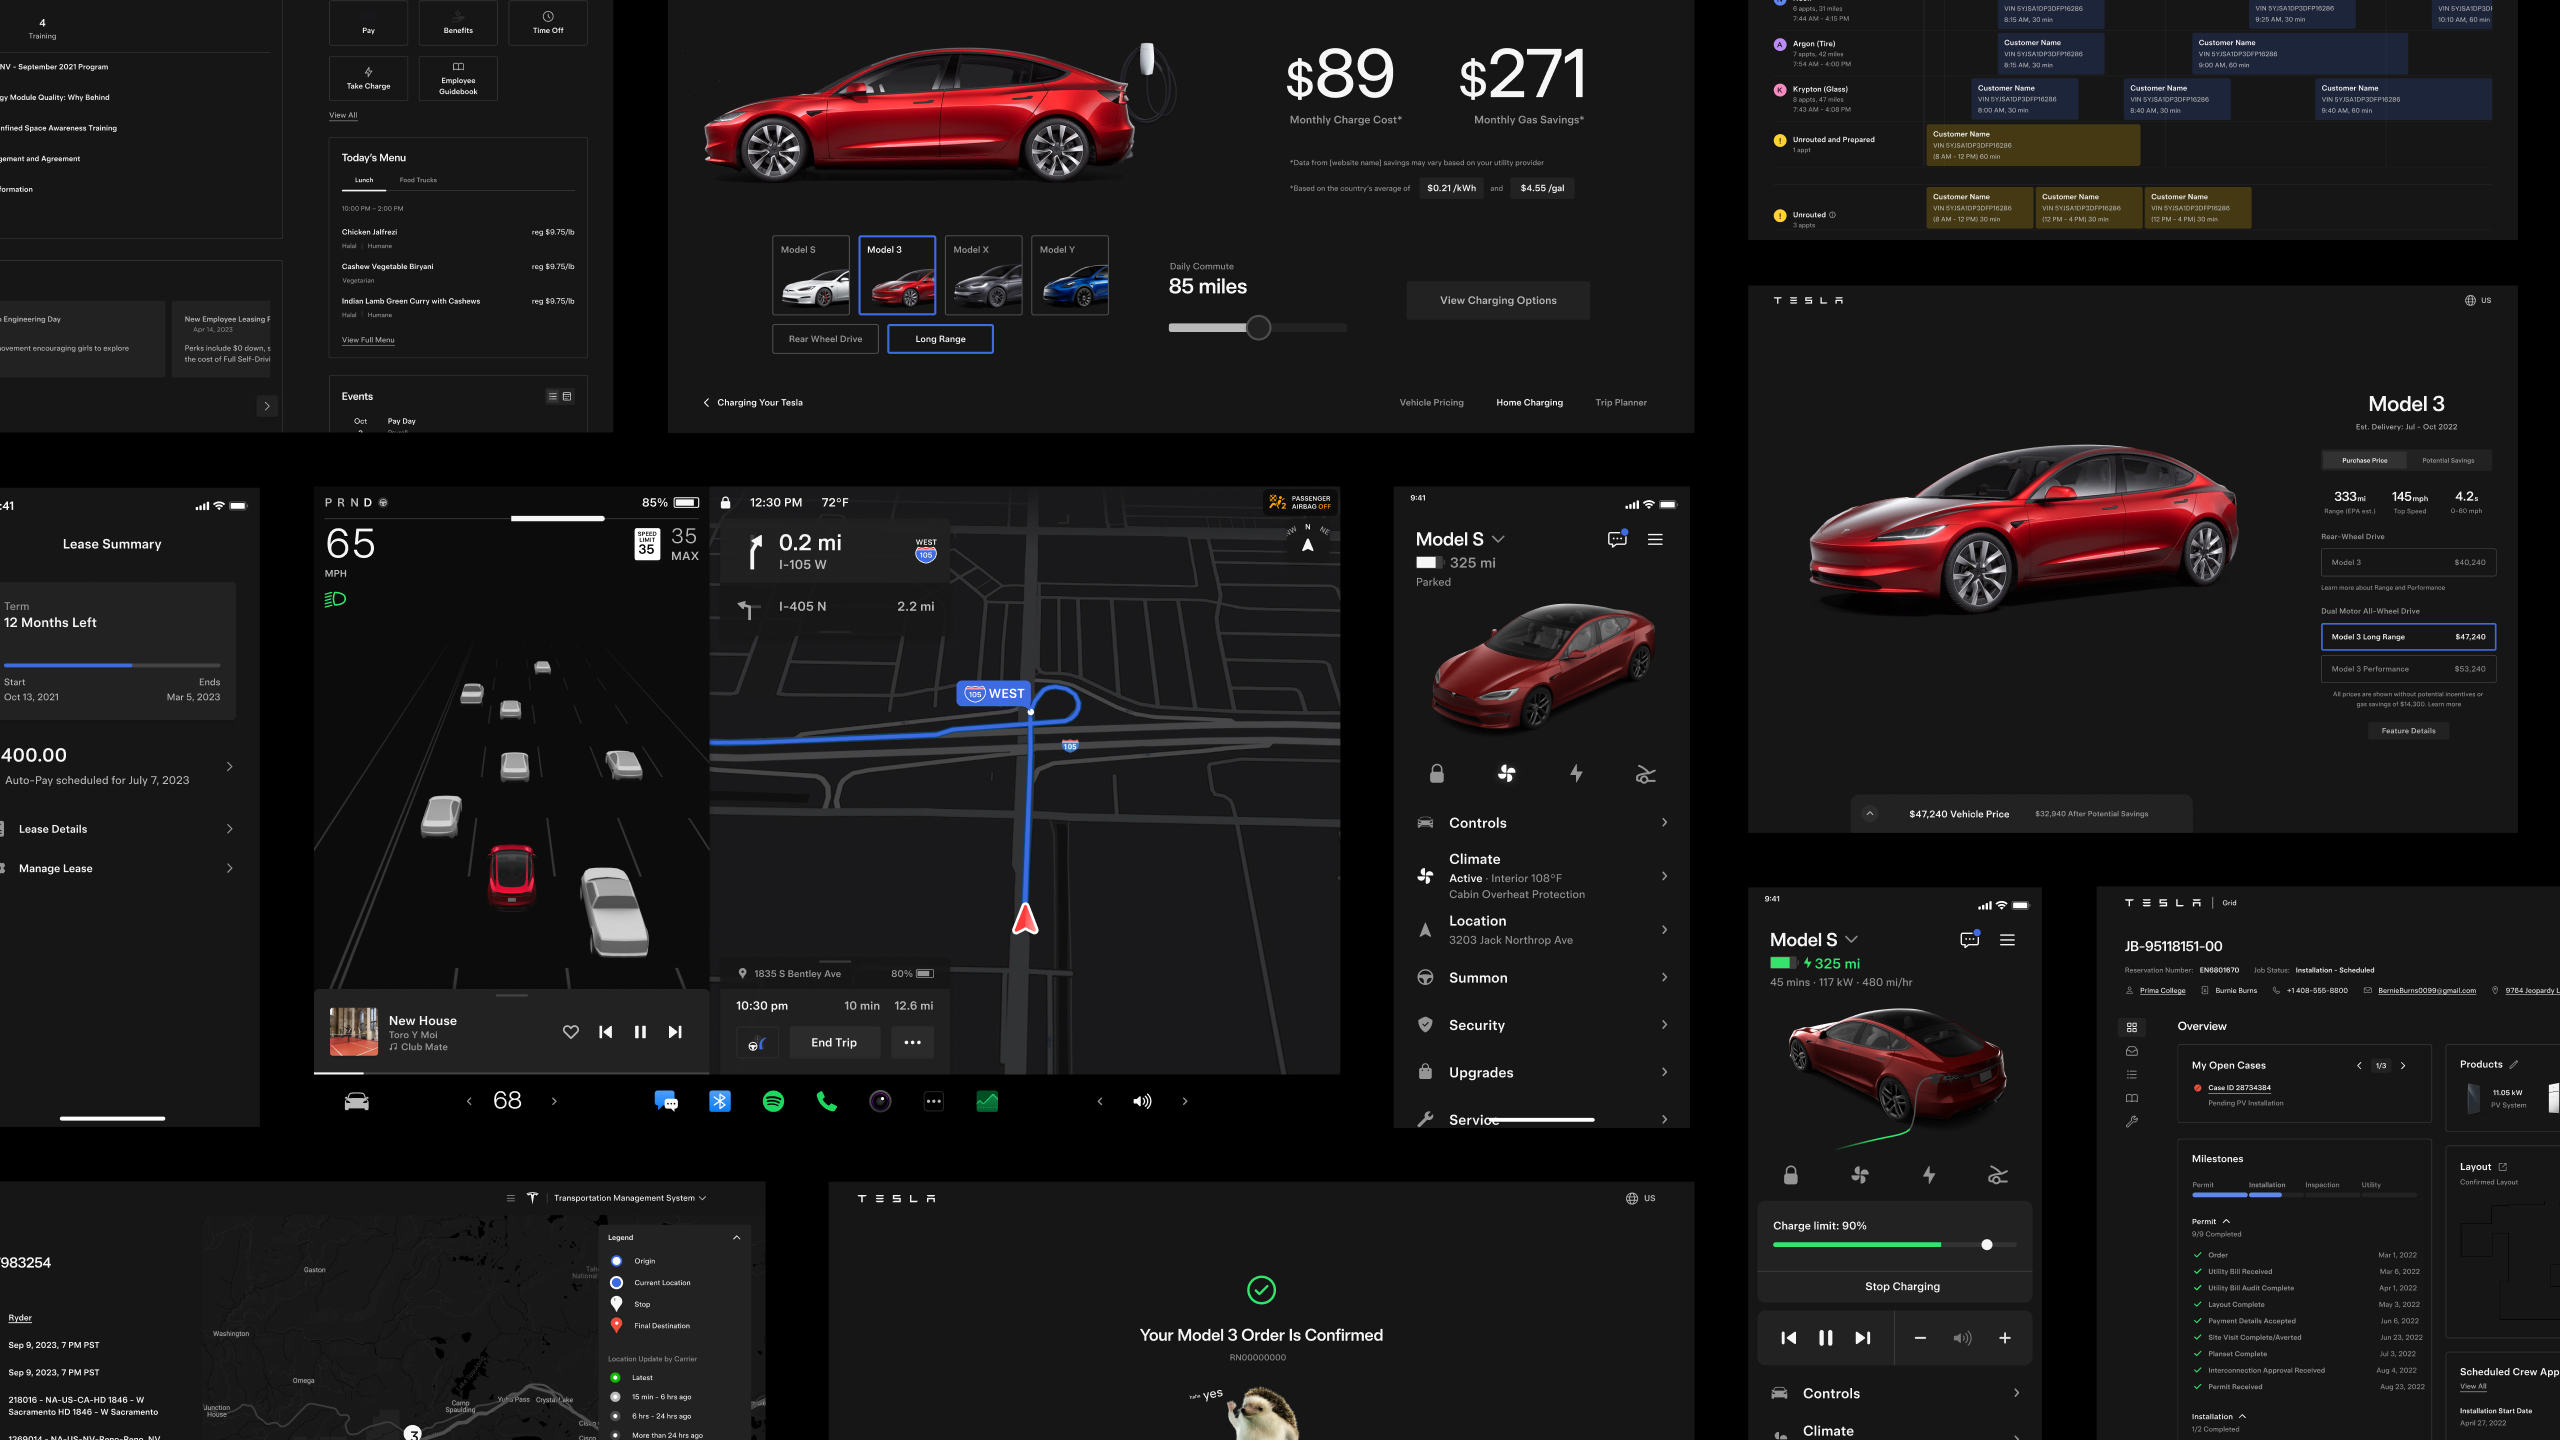 4
Training
NV - September 2021 Program
gy Module Quality: Why Behind
nfined Space Awareness Training
gement and Agreement
formation
Engineering Day
ovement encouraging girls to explore
New Employee Leasing P
Apr 14, 2023
Perks include $0 down, s
the cost of Full Self-Drivi
Pay
Benefits
Time Off
Take Charge
Employee
Guidebook
View All
Today's Menu
Lunch
Food Trucks
10:00 PM – 2:00 PM
Chicken Jalfrezi
reg $9.75/lb
Halal | Humane
Cashew Vegetable Biryani
reg $9.75/lb
Vegetarian
Indian Lamb Green Curry with Cashews
reg $9.75/lb
Halal | Humane
View Full Menu
Events
Oct
Pay Day
$89
Monthly Charge Cost*
$271
Monthly Gas Savings*
*Data from [website name] savings may vary based on your utility provider
*Based on the country's average of $0.21 /kWh and $4.55 /gal
Model S
Model 3
Model X
Model Y
Rear Wheel Drive
Long Range
Daily Commute
85 miles
View Charging Options
Charging Your Tesla
Vehicle Pricing
Home Charging
Trip Planner
6 appts, 31 miles
7:44 AM - 4:15 PM
VIN 5YJSA1DP3DFP16286
8:15 AM, 30 min
VIN 5YJSA1DP3DFP16286
9:25 AM, 30 min
VIN 5YJSA1DP3DF
10:10 AM, 60 min
A
Argon (Tire)
7 appts, 42 miles
7:54 AM - 4:00 PM
Customer Name
VIN 5YJSA1DP3DFP16286
8:15 AM, 30 min
Customer Name
VIN 5YJSA1DP3DFP16286
9:00 AM, 60 min
K
Krypton (Glass)
8 appts, 47 miles
7:43 AM - 4:08 PM
Customer Name
VIN 5YJSA1DP3DFP16286
8:00 AM, 30 min
Customer Name
VIN 5YJSA1DP3DFP16286
8:40 AM, 30 min
Customer Name
VIN 5YJSA1DP3DFP16286
9:40 AM, 60 min
Unrouted and Prepared
1 appt
Customer Name
VIN 5YJSA1DP3DFP16286
(8 AM - 12 PM) 60 min
Unrouted
3 appts
Customer Name
VIN 5YJSA1DP3DFP16286
(8 AM - 12 PM) 30 min
Customer Name
VIN 5YJSA1DP3DFP16286
(12 PM - 4 PM) 30 min
Customer Name
VIN 5YJSA1DP3DFP16286
(12 PM - 4 PM) 30 min
TESLA
US
Model 3
Est. Delivery: Jul - Oct 2022
Purchase Price
Potential Savings
333mi
Range (EPA est.)
145mph
Top Speed
4.2s
0-60 mph
Rear-Wheel Drive
Model 3
$40,240
Learn more about Range and Performance
Dual Motor All-Wheel Drive
Model 3 Long Range
$47,240
Model 3 Performance
$53,240
All prices are shown without potential incentives or
gas savings of $14,300. Learn more
Feature Details
$47,240 Vehicle Price
$32,940 After Potential Savings
:41
Lease Summary
Term
12 Months Left
Start
Ends
Oct 13, 2021
Mar 5, 2023
400.00
Auto-Pay scheduled for July 7, 2023
Lease Details
Manage Lease
P R N D
85%
65
MPH
SPEED
LIMIT
35
35
MAX
12:30 PM
72°F
PASSENGER
AIRBAG OFF
2
NW N NE
0.2 mi
I-105 W
WEST
105
I-405 N
2.2 mi
105 WEST
105
1835 S Bentley Ave
80%
10:30 pm
10 min
12.6 mi
End Trip
New House
Toro Y Moi
Club Mate
68
9:41
Model S
325 mi
Parked
Controls
Climate
Active · Interior 108°F
Cabin Overheat Protection
Location
3203 Jack Northrop Ave
Summon
Security
Upgrades
Service
9:41
Model S
325 mi
45 mins · 117 kW · 480 mi/hr
Charge limit: 90%
Stop Charging
Controls
Climate
TESLA | Grid
JB-95118151-00
Reservation Number: EN6801670
Job Status: Installation - Scheduled
Prima College
Burnie Burns
+1 408-555-8800
BernieBurns0099@gmail.com
9764 Jeopardy L
Overview
My Open Cases
1/3
Case ID 28734384
Pending PV Installation
Products
11.05 kW
PV System
Milestones
Permit
Installation
Inspection
Utility
Permit
9/9 Completed
Order
Mar 1, 2022
Utility Bill Received
Mar 6, 2022
Utility Bill Audit Complete
Apr 1, 2022
Layout Complete
May 3, 2022
Payment Details Accepted
Jun 6, 2022
Site Visit Complete/Averted
Jun 23, 2022
Planset Complete
Jul 3, 2022
Interconnection Approval Received
Aug 4, 2022
Permit Received
Aug 23, 2022
Installation
1/2 Completed
Layout
Confirmed Layout
Scheduled Crew App
View All
Installation Start Date
April 27, 2022
Transportation Management System
983254
Ryder
Sep 9, 2023, 7 PM PST
Sep 9, 2023, 7 PM PST
218016 - NA-US-CA-HD 1846 - W
Sacramento HD 1846 - W Sacramento
1269014 - NA-US-NV-Reno-Reno, NV
Gaston
Washington
Omega
Junction
House
Camp
Spaulding
Yuba Pass
Crystal Lake
Cisco
3
Legend
Origin
Current Location
Stop
Final Destination
Location Update by Carrier
Latest
15 min - 6 hrs ago
6 hrs - 24 hrs ago
More than 24 hrs ago
TESLA
US
Your Model 3 Order Is Confirmed
RN00000000
haha yes